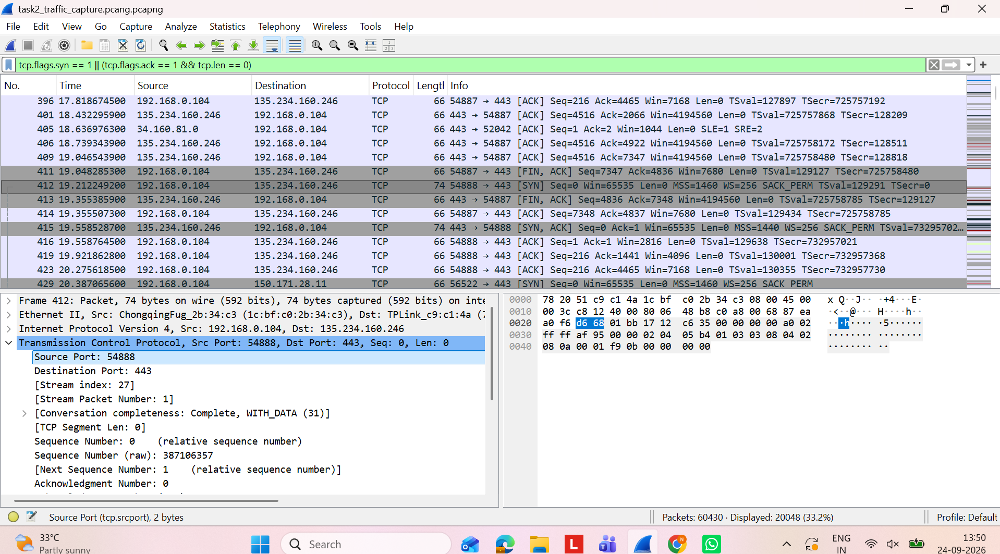 task2_traffic_capture.pcang.pcapng
File Edit View Go Capture Analyze Statistics Telephony Wireless Tools Help
tcp.flags.syn == 1 || (tcp.flags.ack == 1 && tcp.len == 0)
No. Time Source Destination Protocol Length Info
396 17.818674500 192.168.0.104 135.234.160.246 TCP 66 54887 → 443 [ACK] Seq=216 Ack=4465 Win=7168 Len=0 TSval=127897 TSecr=725757192
401 18.432295900 135.234.160.246 192.168.0.104 TCP 66 443 → 54887 [ACK] Seq=4516 Ack=2066 Win=4194560 Len=0 TSval=725757868 TSecr=128209
405 18.636976300 34.160.81.0 192.168.0.104 TCP 66 443 → 52042 [ACK] Seq=1 Ack=2 Win=1044 Len=0 SLE=1 SRE=2
406 18.739343900 135.234.160.246 192.168.0.104 TCP 66 443 → 54887 [ACK] Seq=4516 Ack=4922 Win=4194560 Len=0 TSval=725758172 TSecr=128511
409 19.046543900 135.234.160.246 192.168.0.104 TCP 66 443 → 54887 [ACK] Seq=4516 Ack=7347 Win=4194560 Len=0 TSval=725758480 TSecr=128818
411 19.048285300 192.168.0.104 135.234.160.246 TCP 66 54887 → 443 [FIN, ACK] Seq=7347 Ack=4836 Win=7680 Len=0 TSval=129127 TSecr=725758480
412 19.212249200 192.168.0.104 135.234.160.246 TCP 74 54888 → 443 [SYN] Seq=0 Win=65535 Len=0 MSS=1460 WS=256 SACK_PERM TSval=129291 TSecr=0
413 19.355385900 135.234.160.246 192.168.0.104 TCP 66 443 → 54887 [FIN, ACK] Seq=4836 Ack=7348 Win=4194560 Len=0 TSval=725758785 TSecr=129127
414 19.355507300 192.168.0.104 135.234.160.246 TCP 66 54887 → 443 [ACK] Seq=7348 Ack=4837 Win=7680 Len=0 TSval=129434 TSecr=725758785
415 19.558528700 135.234.160.246 192.168.0.104 TCP 74 443 → 54888 [SYN, ACK] Seq=0 Ack=1 Win=65535 Len=0 MSS=1440 WS=256 SACK_PERM TSval=73295702…
416 19.558764500 192.168.0.104 135.234.160.246 TCP 66 54888 → 443 [ACK] Seq=1 Ack=1 Win=2816 Len=0 TSval=129638 TSecr=732957021
419 19.921862800 192.168.0.104 135.234.160.246 TCP 66 54888 → 443 [ACK] Seq=216 Ack=1441 Win=4096 Len=0 TSval=130001 TSecr=732957368
423 20.275618500 192.168.0.104 135.234.160.246 TCP 66 54888 → 443 [ACK] Seq=216 Ack=4465 Win=7168 Len=0 TSval=130355 TSecr=732957730
429 20.387065600 192.168.0.104 150.171.28.11 TCP 66 56522 → 443 [SYN] Seq=0 Win=65535 Len=0 MSS=1460 WS=256 SACK_PERM
Frame 412: Packet, 74 bytes on wire (592 bits), 74 bytes captured (592 bits) on inte
Ethernet II, Src: ChongqingFug_2b:34:c3 (1c:bf:c0:2b:34:c3), Dst: TPLink_c9:c1:4a (7
Internet Protocol Version 4, Src: 192.168.0.104, Dst: 135.234.160.246
Transmission Control Protocol, Src Port: 54888, Dst Port: 443, Seq: 0, Len: 0
Source Port: 54888
Destination Port: 443
[Stream index: 27]
[Stream Packet Number: 1]
[Conversation completeness: Complete, WITH_DATA (31)]
[TCP Segment Len: 0]
Sequence Number: 0 (relative sequence number)
Sequence Number (raw): 387106357
[Next Sequence Number: 1 (relative sequence number)]
Acknowledgment Number: 0
0000 78 20 51 c9 c1 4a 1c bf c0 2b 34 c3 08 00 45 00 x Q··J·· ·+4···E·
0010 00 3c c8 12 40 00 80 06 48 b8 c0 a8 00 68 87 ea ·<··@··· H····h··
0020 a0 f6 d6 68 01 bb 17 12 c6 35 00 00 00 00 a0 02 ···h···· ·5······
0030 ff ff af 95 00 00 02 04 05 b4 01 03 03 08 04 02 ········ ········
0040 08 0a 00 01 f9 0b 00 00 00 00 ········ ··
Source Port (tcp.srcport), 2 bytes
Packets: 60430 · Displayed: 20048 (33.2%)
Profile: Default
33°C
Partly sunny
Search
ENG
IN
13:50
24-09-2026